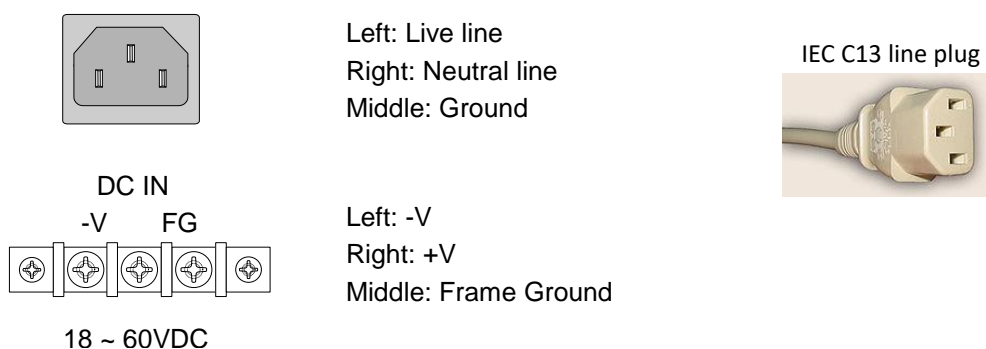 Left: Live line
Right: Neutral line
Middle: Ground
IEC C13 line plug
DC IN
-V FG
18 ~ 60VDC
Left: -V
Right: +V
Middle: Frame Ground